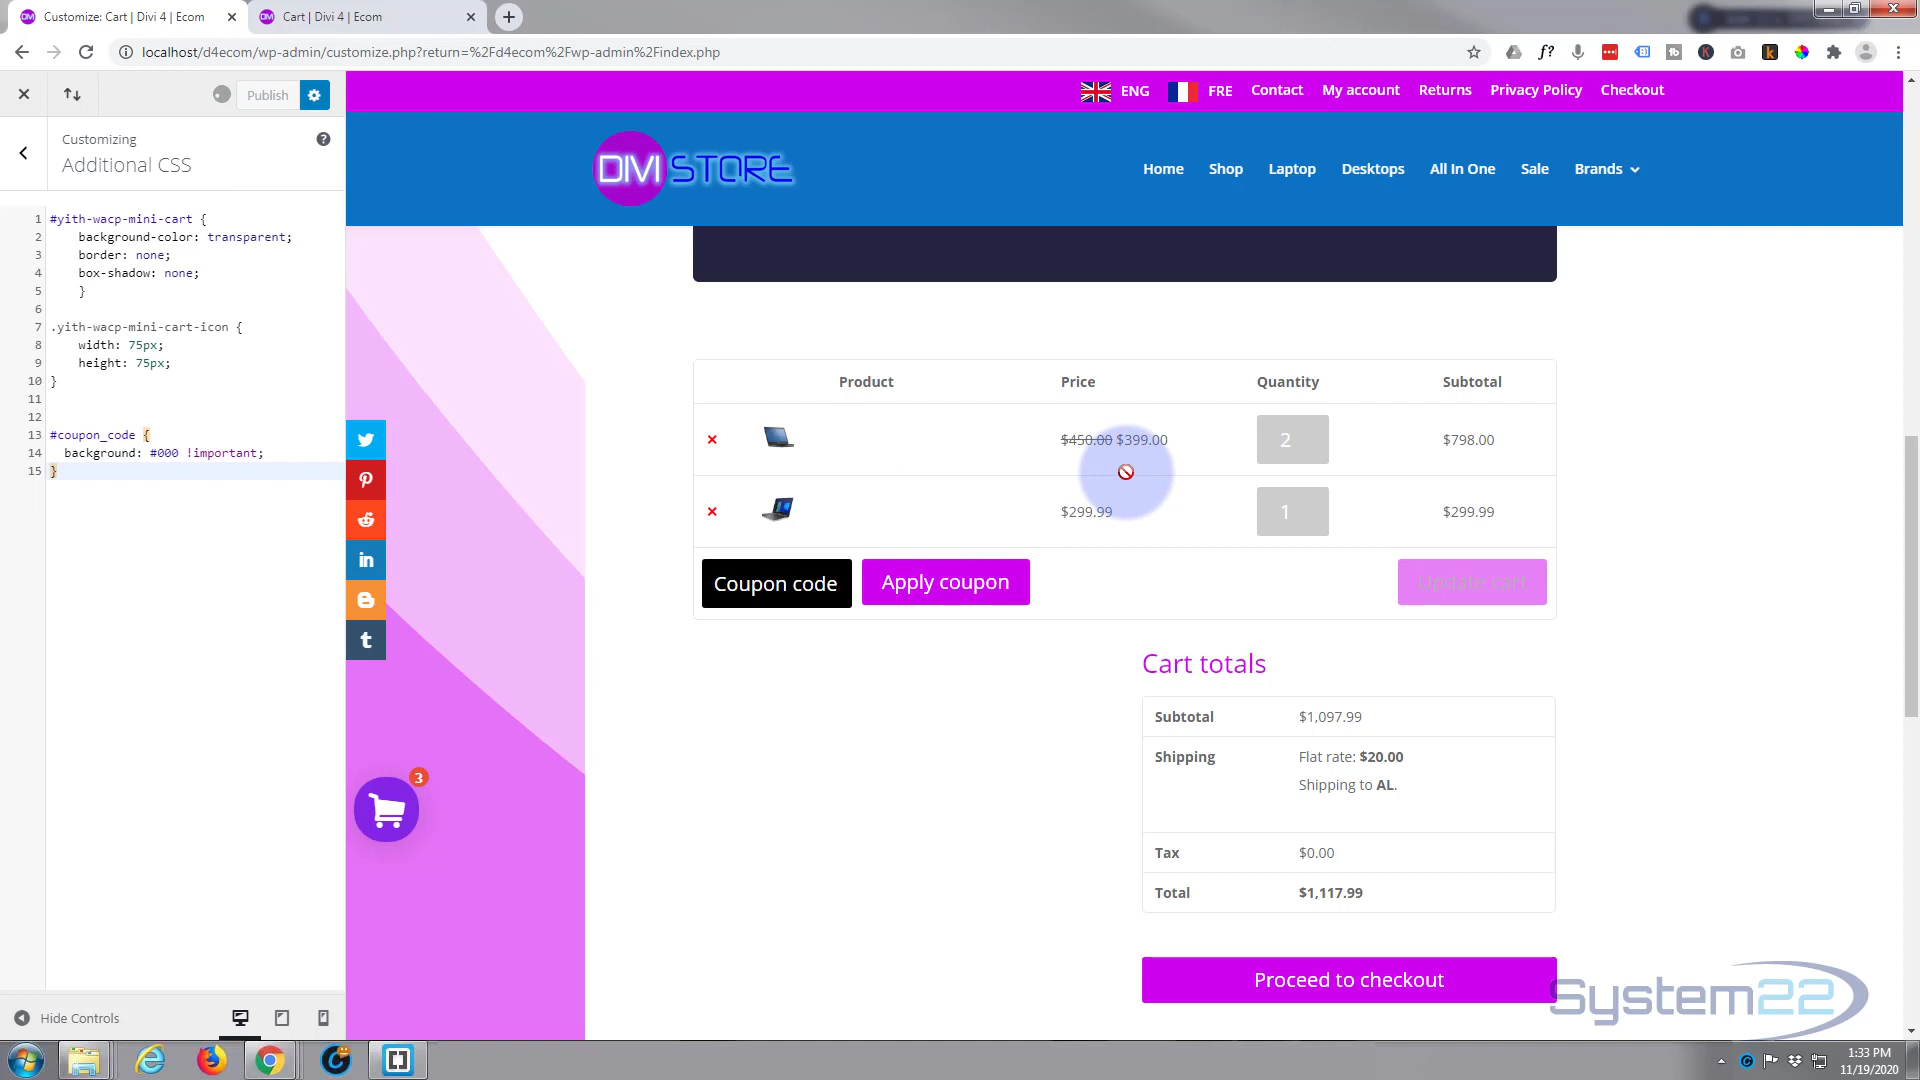 Customize: Cart | Divi 4 | Ecom
Cart | Divi 4 | Ecom
localhost/d4ecom/wp-admin/customize.php?return=%2Fd4ecom%2Fwp-admin%2Findex.php
Publish
Customizing
Additional CSS
1 #yith-wacp-mini-cart {
2 background-color: transparent;
3 border: none;
4 box-shadow: none;
5 }
6
7 .yith-wacp-mini-cart-icon {
8 width: 75px;
9 height: 75px;
10 }
11
12
13 #coupon_code {
14 background: #000 !important;
15 }
Hide Controls
ENG FRE Contact My account Returns Privacy Policy Checkout
DIVI STORE
Home Shop Laptop Desktops All In One Sale Brands
Product Price Quantity Subtotal
$450.00 $399.00 2 $798.00
$299.99 1 $299.99
Coupon code Apply coupon Update cart
Cart totals
Subtotal $1,097.99
Shipping Flat rate: $20.00
Shipping to AL.
Tax $0.00
Total $1,117.99
Proceed to checkout
3
System22
1:33 PM
11/19/2020